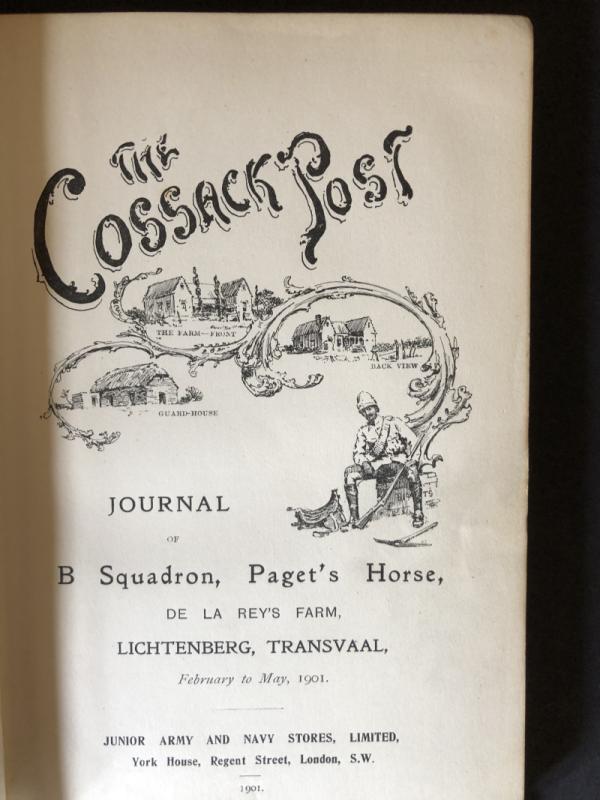 THE
COSSACK POST
THE FARM—FRONT
BACK VIEW
GUARD-HOUSE
JOURNAL
OF
B Squadron, Paget's Horse,
DE LA REY'S FARM,
LICHTENBERG, TRANSVAAL,
February to May, 1901.
JUNIOR ARMY AND NAVY STORES, LIMITED,
York House, Regent Street, London, S.W.
1901.